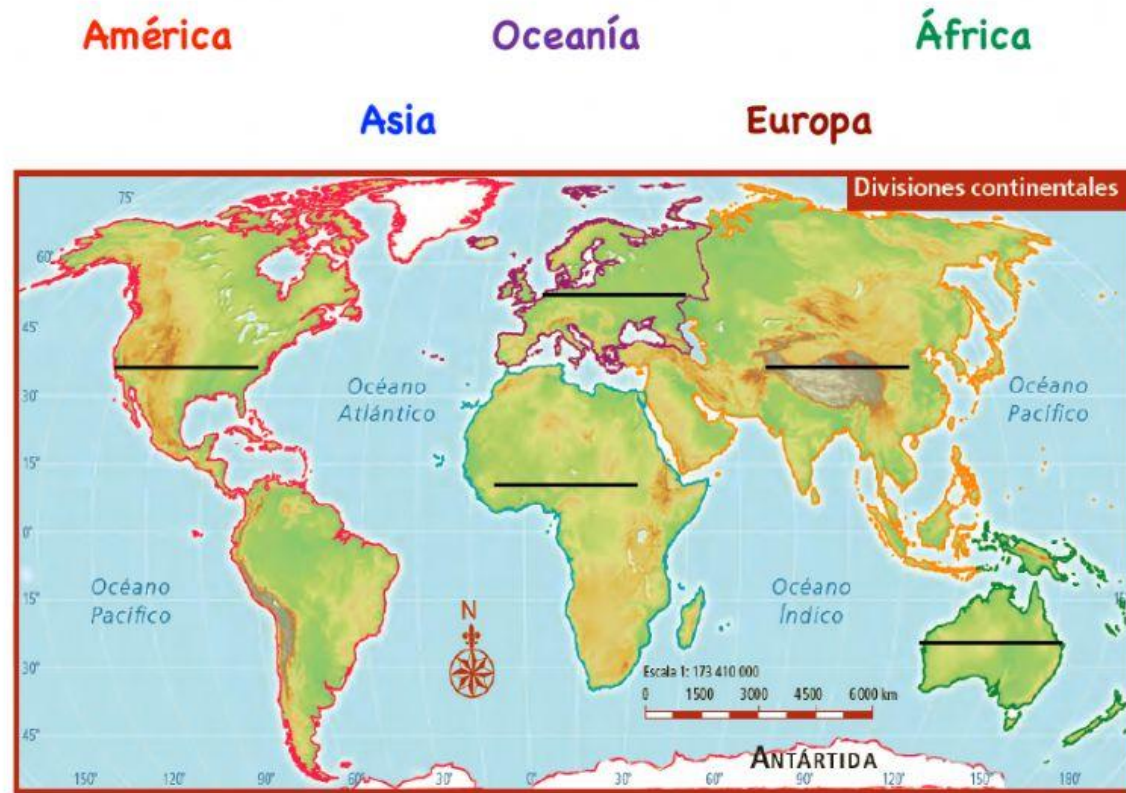 América Oceanía África
Asia Europa
Divisiones continentales
75°
60°
45°
Océano
Atlántico
Océano
Pacífico
30°
15°
0°
Océano
Pacífico
Océano
Índico
15°
N
Escala 1: 173 410 000
0 1500 3000 4500 6000 km
30°
45°
ANTÁRTIDA
150° 120° 90° 60° 30° 0° 30° 60° 90° 120° 150° 180°